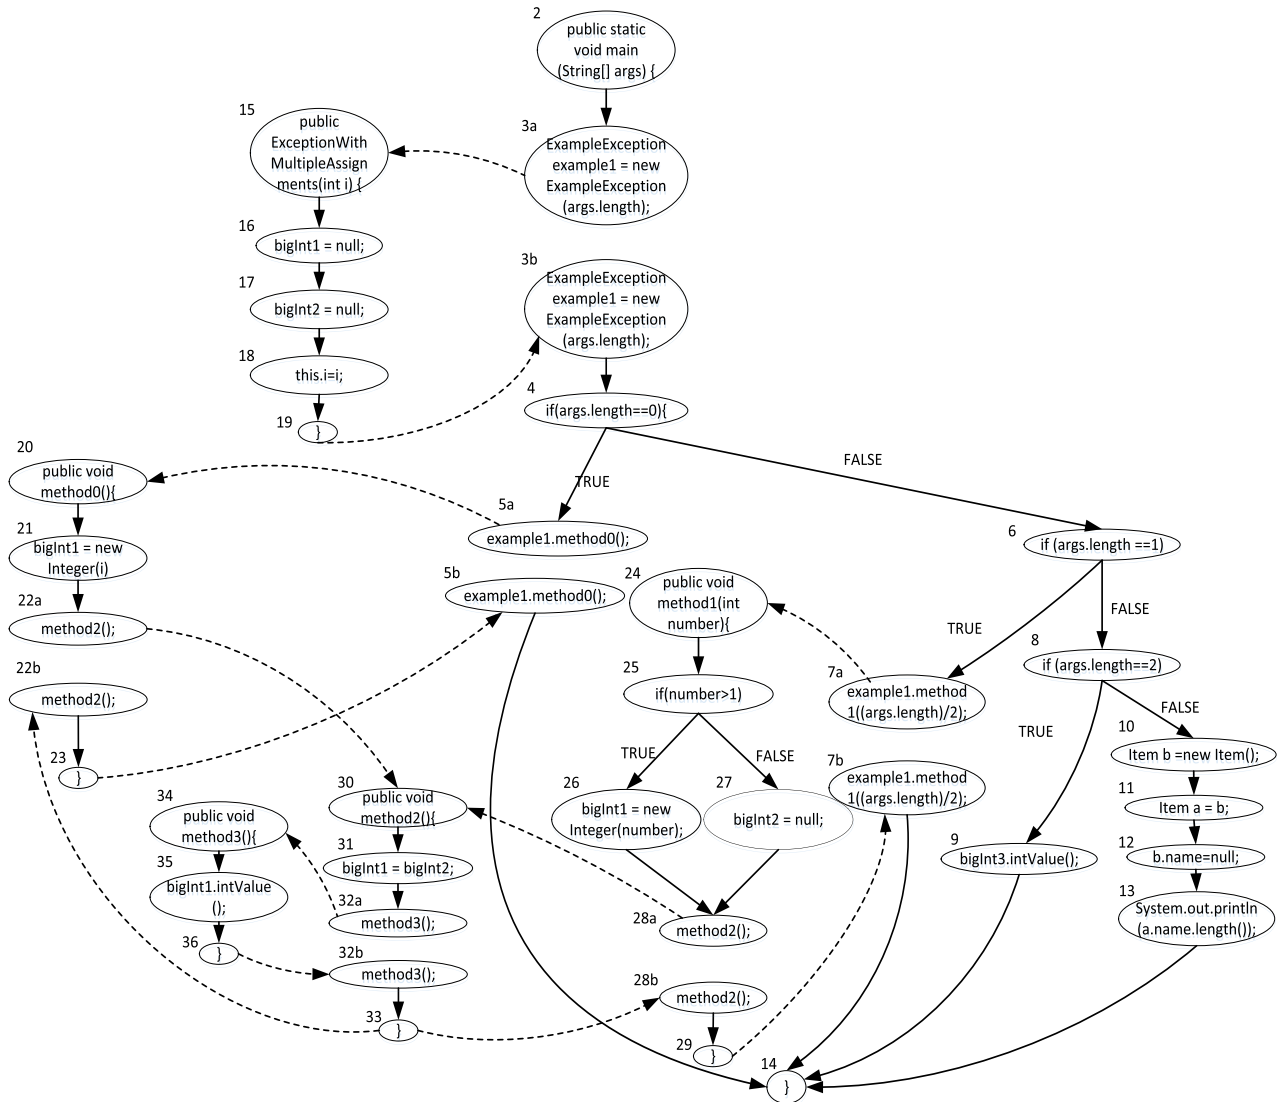 2
public static
void main
(String[] args) {
15
public
ExceptionWith
MultipleAssign
ments(int i) {
3a
ExampleException
example1 = new
ExampleException
(args.length);
16
bigInt1 = null;
17
bigInt2 = null;
18
this.i=i;
19
}
3b
ExampleException
example1 = new
ExampleException
(args.length);
4
if(args.length==0){
TRUE
FALSE
20
public void
method0(){
21
bigInt1 = new
Integer(i)
22a
method2();
22b
method2();
23
}
5a
example1.method0();
5b
example1.method0();
6
if (args.length ==1)
TRUE
FALSE
24
public void
method1(int
number){
25
if(number>1)
TRUE
FALSE
26
bigInt1 = new
Integer(number);
27
bigInt2 = null;
7a
example1.method
1((args.length)/2);
7b
example1.method
1((args.length)/2);
8
if (args.length==2)
TRUE
FALSE
9
bigInt3.intValue();
10
Item b =new Item();
11
Item a = b;
12
b.name=null;
13
System.out.println
(a.name.length());
30
public void
method2(){
31
bigInt1 = bigInt2;
32a
method3();
34
public void
method3(){
35
bigInt1.intValue
();
36
}
32b
method3();
33
}
28a
method2();
28b
method2();
29
}
14
}